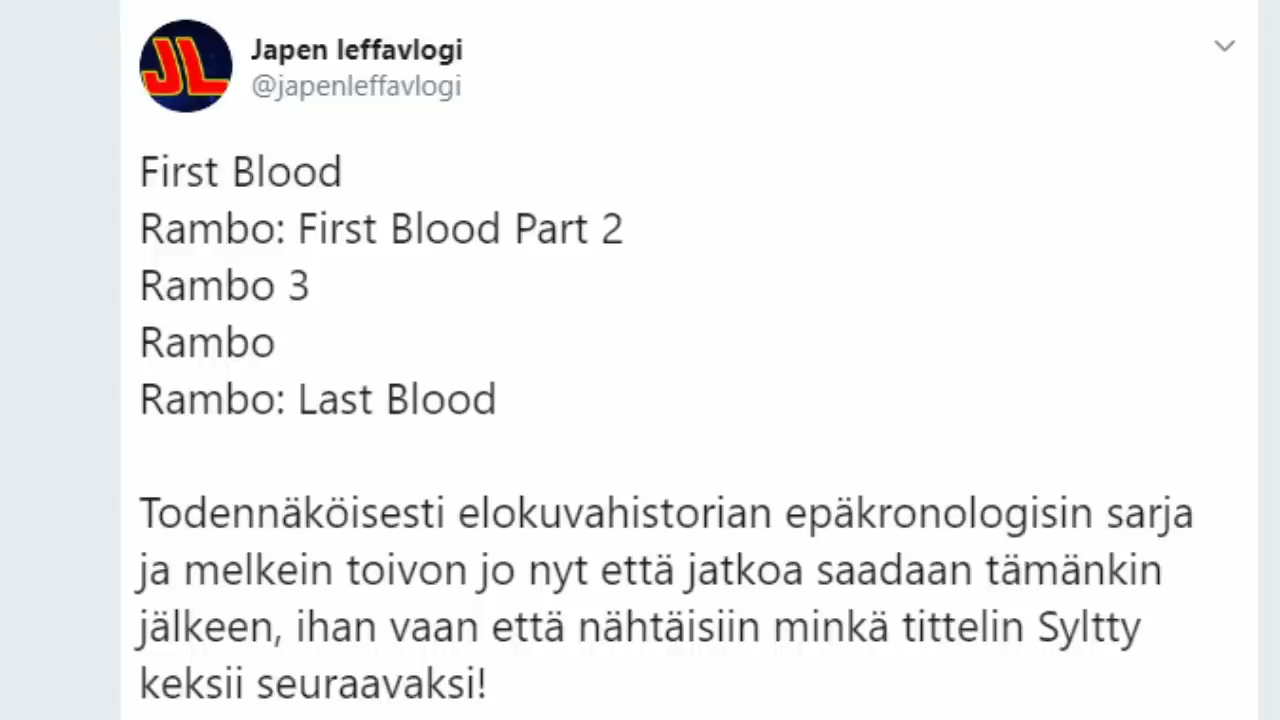 JL
Japen leffavlogi
@japenleffavlogi
First Blood
Rambo: First Blood Part 2
Rambo 3
Rambo
Rambo: Last Blood
Todennäköisesti elokuvahistorian epäkronologisin sarja
ja melkein toivon jo nyt että jatkoa saadaan tämänkin
jälkeen, ihan vaan että nähtäisiin minkä tittelin Syltty
keksii seuraavaksi!